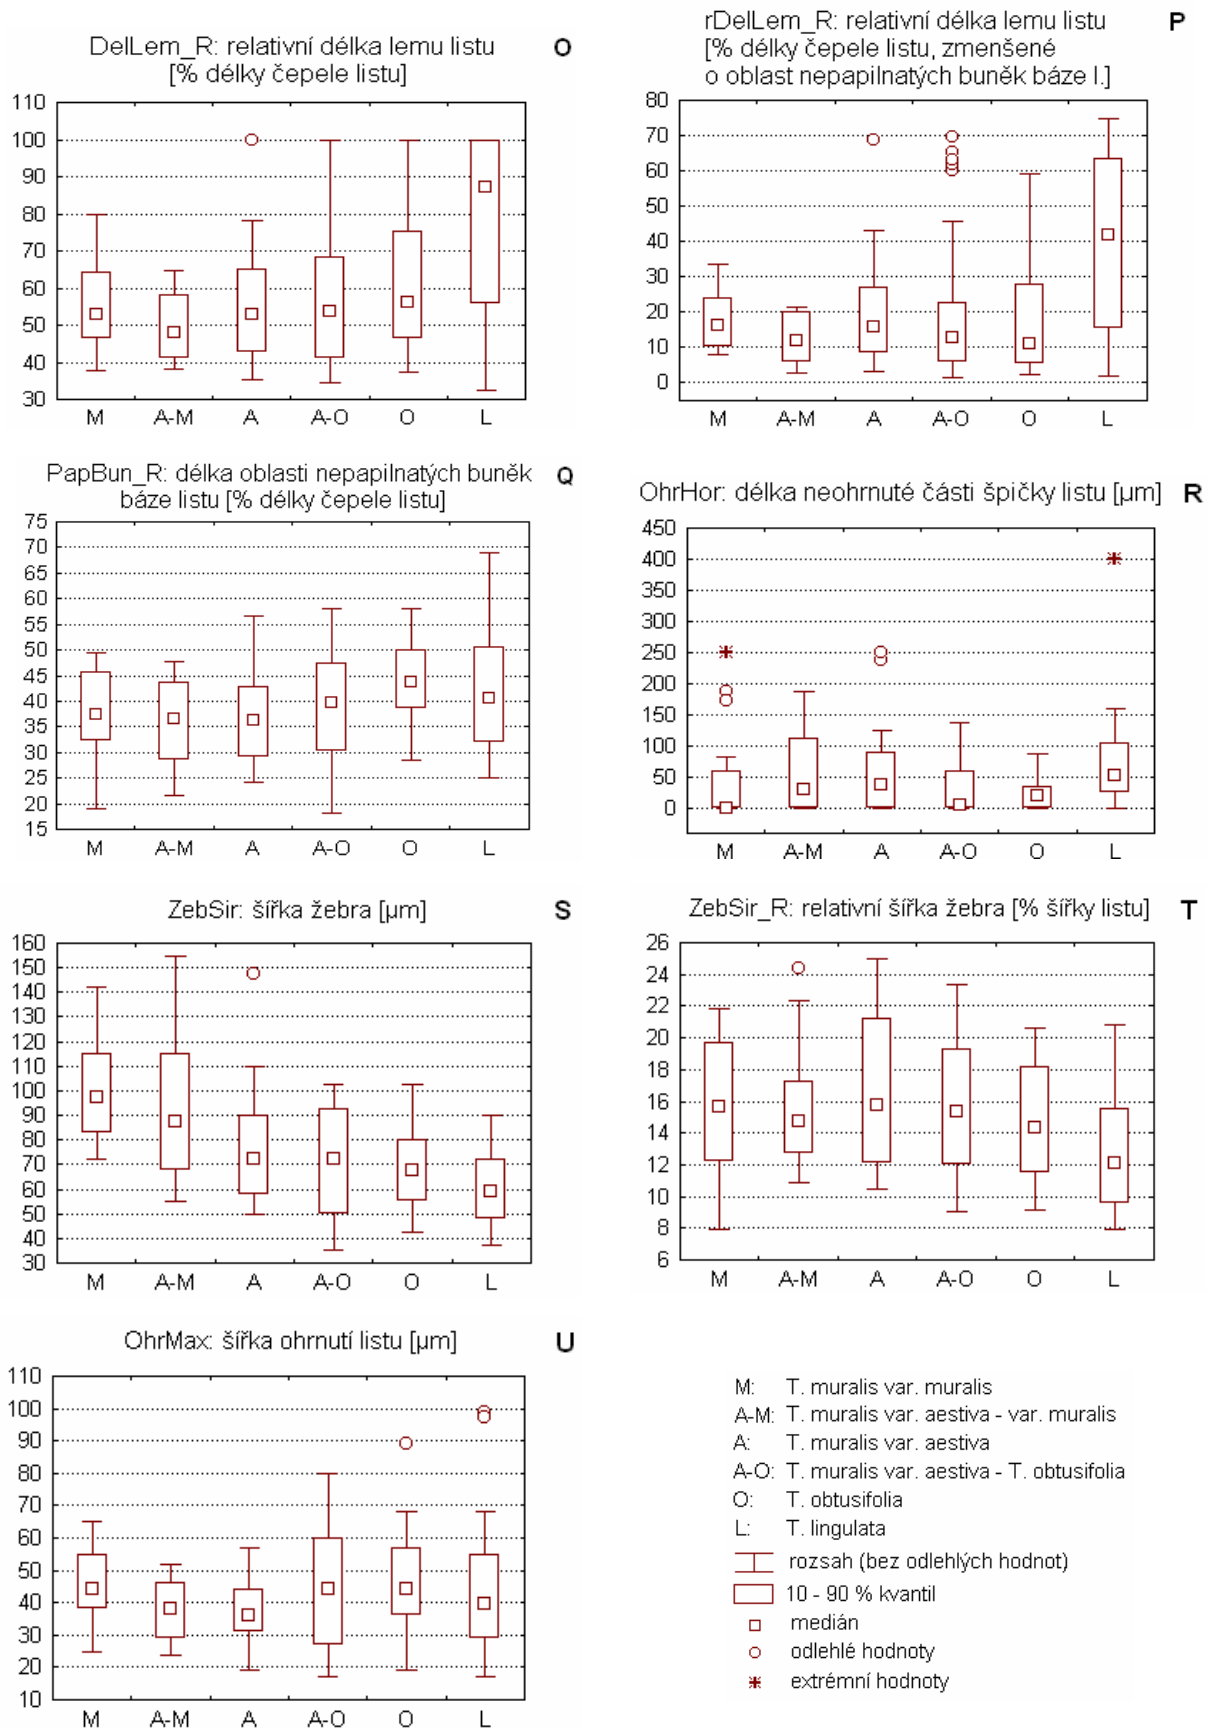 DelLem_R: relativní délka lemu listu
[% délky čepele listu]
O
110
100
90
80
70
60
50
40
30
M A-M A A-O O L
rDelLem_R: relativní délka lemu listu
[% délky čepele listu, zmenšené
o oblast nepapilnatých buněk báze l.]
P
80
70
60
50
40
30
20
10
0
M A-M A A-O O L
PapBun_R: délka oblasti nepapilnatých buněk
báze listu [% délky čepele listu]
Q
75
70
65
60
55
50
45
40
35
30
25
20
15
M A-M A A-O O L
OhrHor: délka neohrnuté části špičky listu [µm]
R
450
400
350
300
250
200
150
100
50
0
M A-M A A-O O L
ZebSir: šířka žebra [µm]
S
160
150
140
130
120
110
100
90
80
70
60
50
40
30
M A-M A A-O O L
ZebSir_R: relativní šířka žebra [% šířky listu]
T
26
24
22
20
18
16
14
12
10
8
6
M A-M A A-O O L
OhrMax: šířka ohrnutí listu [µm]
U
110
100
90
80
70
60
50
40
30
20
10
M A-M A A-O O L
M: T. muralis var. muralis
A-M: T. muralis var. aestiva - var. muralis
A: T. muralis var. aestiva
A-O: T. muralis var. aestiva - T. obtusifolia
O: T. obtusifolia
L: T. lingulata
rozsah (bez odlehlých hodnot)
10 - 90 % kvantil
medián
odlehlé hodnoty
extrémní hodnoty